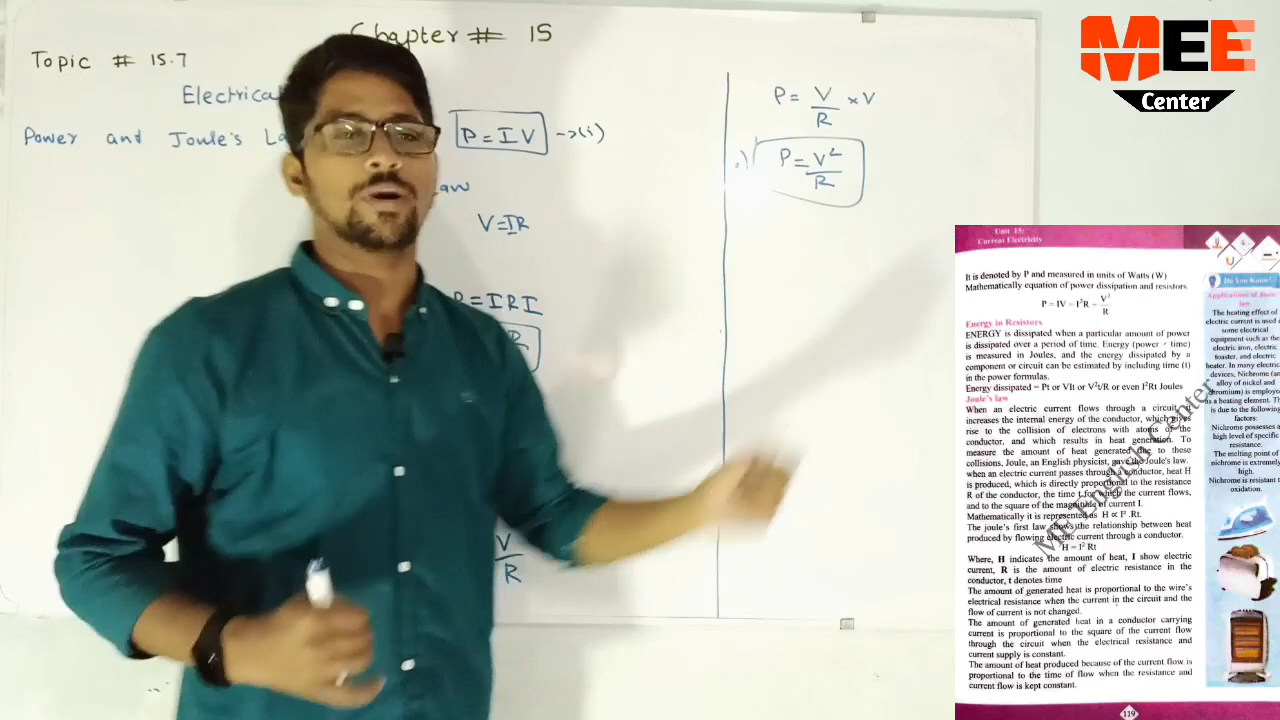 Chapter # 15
Topic # 15.7
Electrical
Power and Joule's La
P = IV →(i)
aw
V = IR
P = IRI
R
V
R
P = V/R × V
P = V²/R
MEE
Center
Unit 15:
Current Electricity
It is denoted by P and measured in units of Watts (W)
Mathematically equation of power dissipation and resistors
P = IV = I²R = V²/R
Energy in Resistors
ENERGY is dissipated when a particular amount of power
is dissipated over a period of time. Energy (power × time)
is measured in Joules, and the energy dissipated by a
component or circuit can be estimated by including time (t)
in the power formulas.
Energy dissipated = Pt or VIt or V²t/R or even I²Rt Joules
Joule's law
When an electric current flows through a circuit, it
increases the internal energy of the conductor, which gives
rise to the collision of electrons with atoms of the
conductor, and which results in heat generation. To
measure the amount of heat generated due to these
collisions, Joule, an English physicist, gave the Joule's law.
when an electric current passes through a conductor, heat H
is produced, which is directly proportional to the resistance
R of the conductor, the time t for which the current flows,
and to the square of the magnitude of current I.
Mathematically it is represented as H ∝ I² .Rt.
The joule's first law shows the relationship between heat
produced by flowing electric current through a conductor.
H = I² Rt
Where, H indicates the amount of heat, I show electric
current, R is the amount of electric resistance in the
conductor, t denotes time
The amount of generated heat is proportional to the wire's
electrical resistance when the current in the circuit and the
flow of current is not changed.
The amount of generated heat in a conductor carrying
current is proportional to the square of the current flow
through the circuit when the electrical resistance and
current supply is constant.
The amount of heat produced because of the current flow is
proportional to the time of flow when the resistance and
current flow is kept constant.
Do You Know!
Applications of Joule
law
The heating effect of
electric current is used
some electrical
equipment such as the
electric iron, electric
toaster, and electric
heater. In many electric
devices, Nichrome (an
alloy of nickel and
chromium) is employed
as a heating element. Th
is due to the following
factors:
Nichrome possesses a
high level of specific
resistance.
The melting point of
nichrome is extremely
high.
Nichrome is resistant t
oxidation.
ME English Center
119